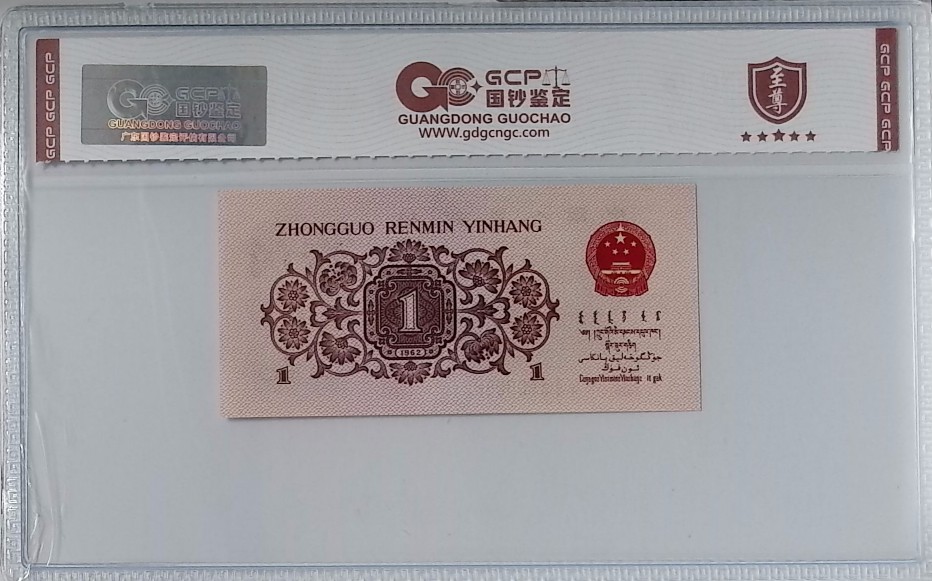 GCP GCP GCP
GCP
国钞鉴定
GUANGDONG GUOCHAO
广东国钞鉴定评估有限公司
GCP
国钞鉴定
GUANGDONG GUOCHAO
www.gdgcngc.com
至尊
GCP GCP GCP
ZHONGGUO RENMIN YINHANG
1
(1962)
1
1